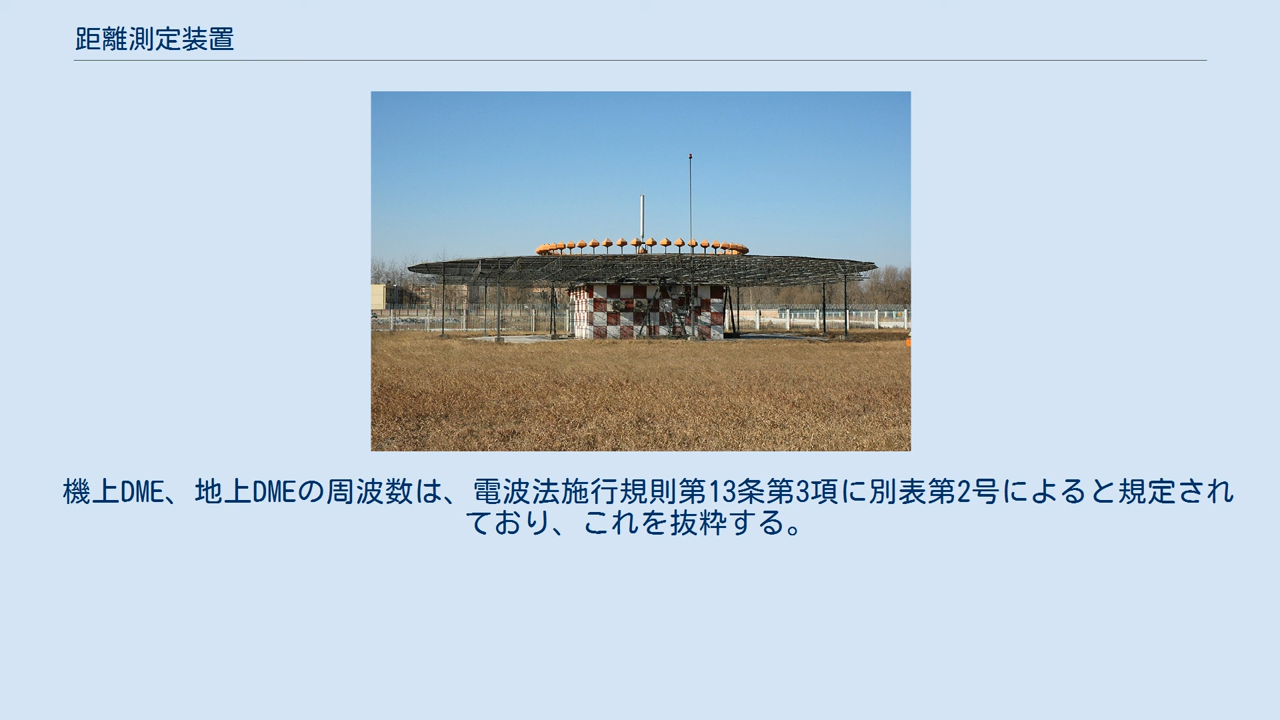 距離測定装置
機上DME、地上DMEの周波数は、電波法施行規則第13条第3項に別表第2号によると規定され
ており、これを抜粋する。